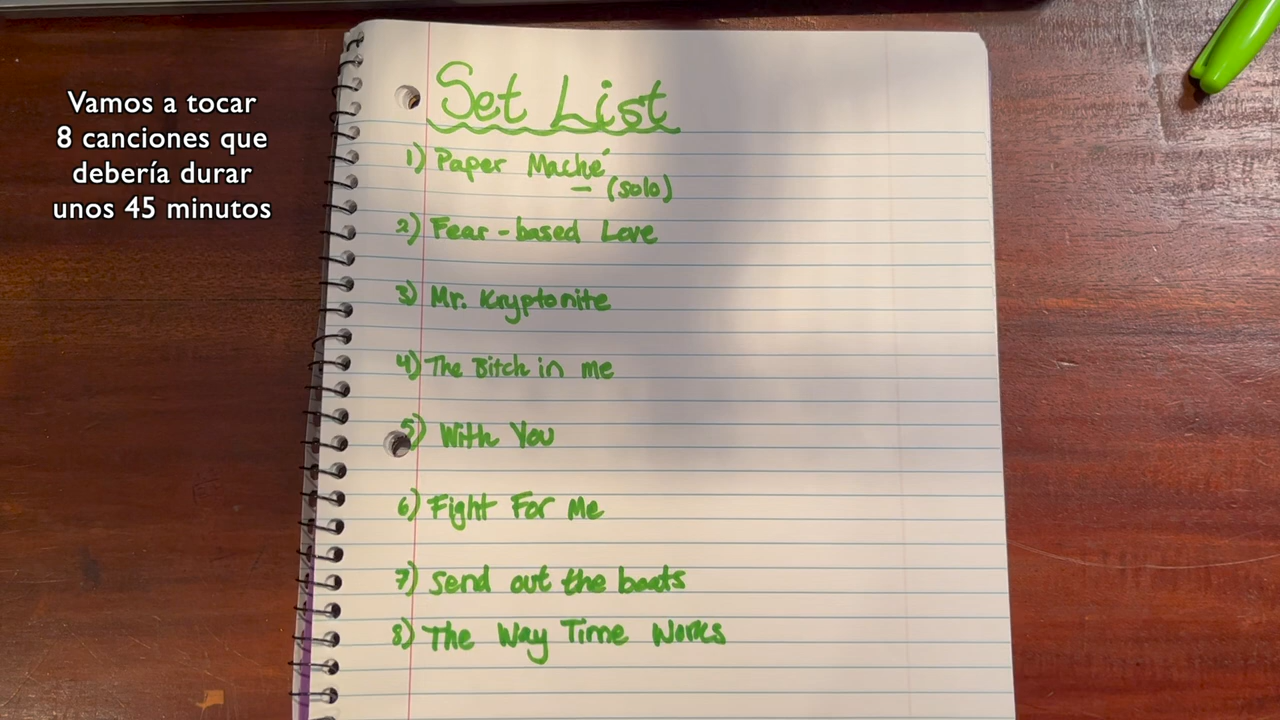 Vamos a tocar
8 canciones que
debería durar
unos 45 minutos
Set List
1) Paper Maché
– (solo)
2) Fear-based Love
3) Mr. Kryptonite
4) The Bitch in me
5) With You
6) Fight For Me
7) Send out the boats
8) The Way Time Works